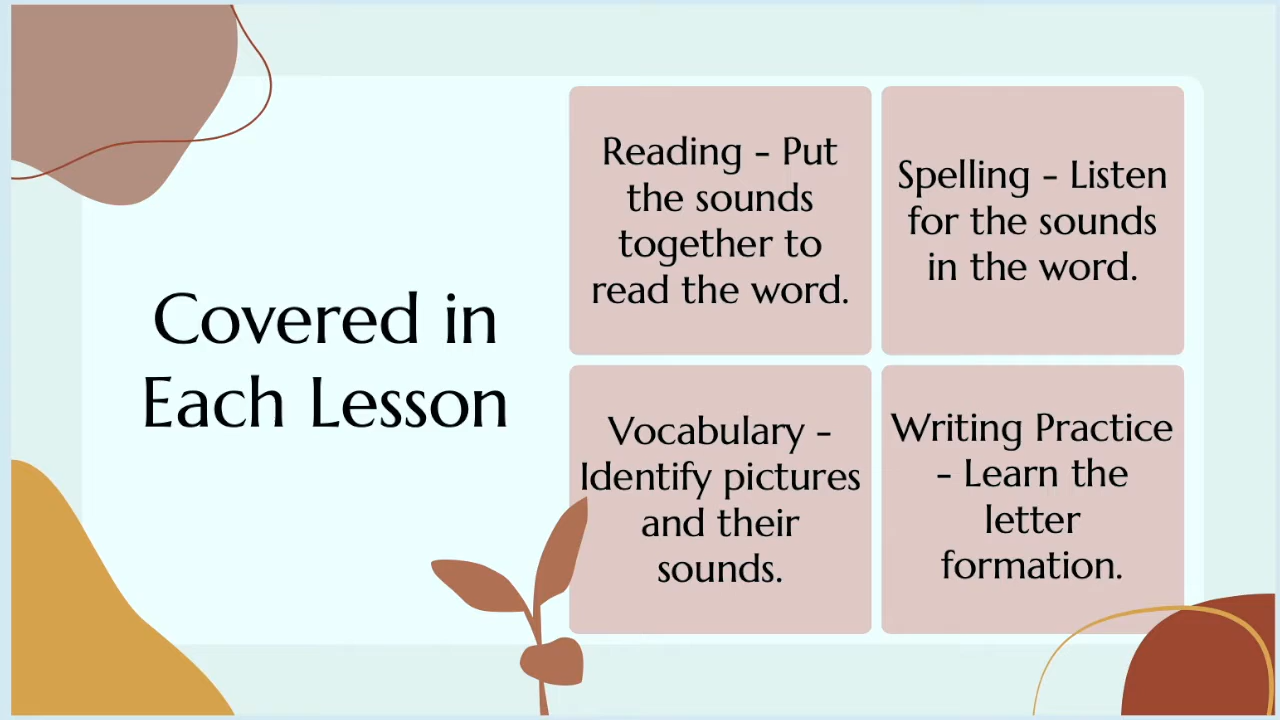 Covered in
Each Lesson
Reading - Put
the sounds
together to
read the word.
Spelling - Listen
for the sounds
in the word.
Vocabulary -
Identify pictures
and their
sounds.
Writing Practice
- Learn the
letter
formation.